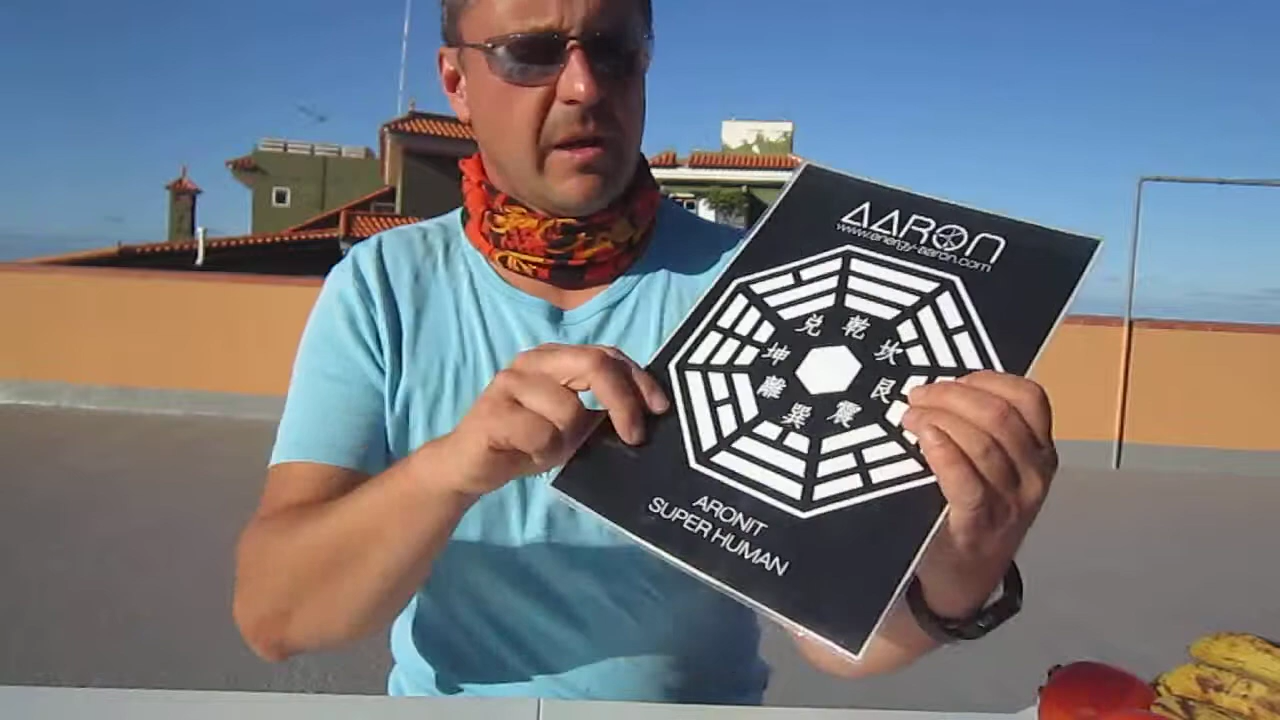 AARON
www.energy-aaron.com
兌 乾
坤 坎
離 艮
巽 震
ARONIT
SUPER HUMAN